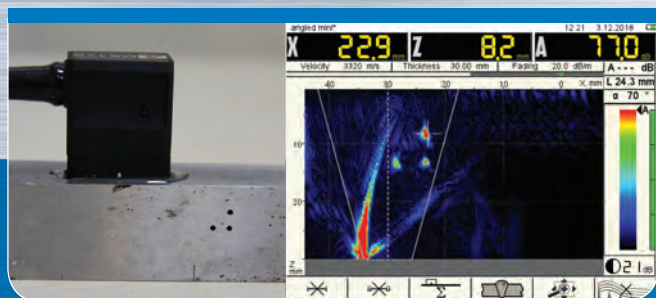 angled mini* 12:21 3.12.2018
X 22.9 mm Z 8.2 mm A 77.0 dB
Velocity 3320 m/s Thickness 30.00 mm Fading 20.0 dB/m A - - - dB
40 30 20 10 X, mm 0 L 24.3 mm
α 70 °
A
10
20
Z
mm
21 dB
Σ